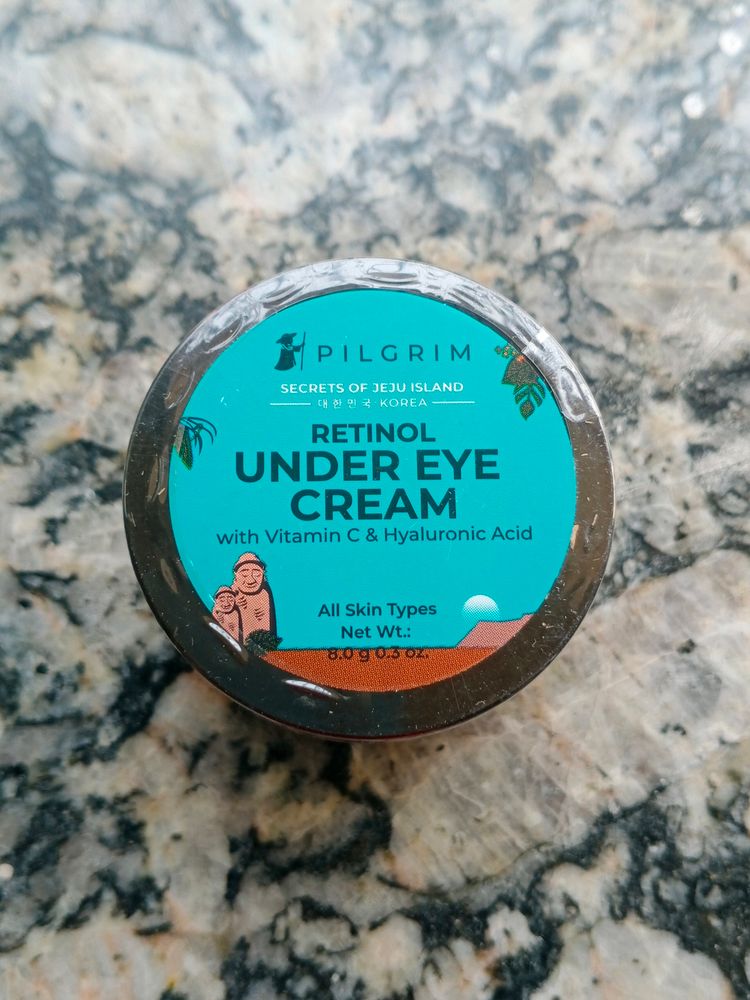 PILGRIM
SECRETS OF JEJU ISLAND
대한민국·KOREA
RETINOL
UNDER EYE
CREAM
with Vitamin C & Hyaluronic Acid
All Skin Types
Net Wt.:
8.0 g 0.3 oz.